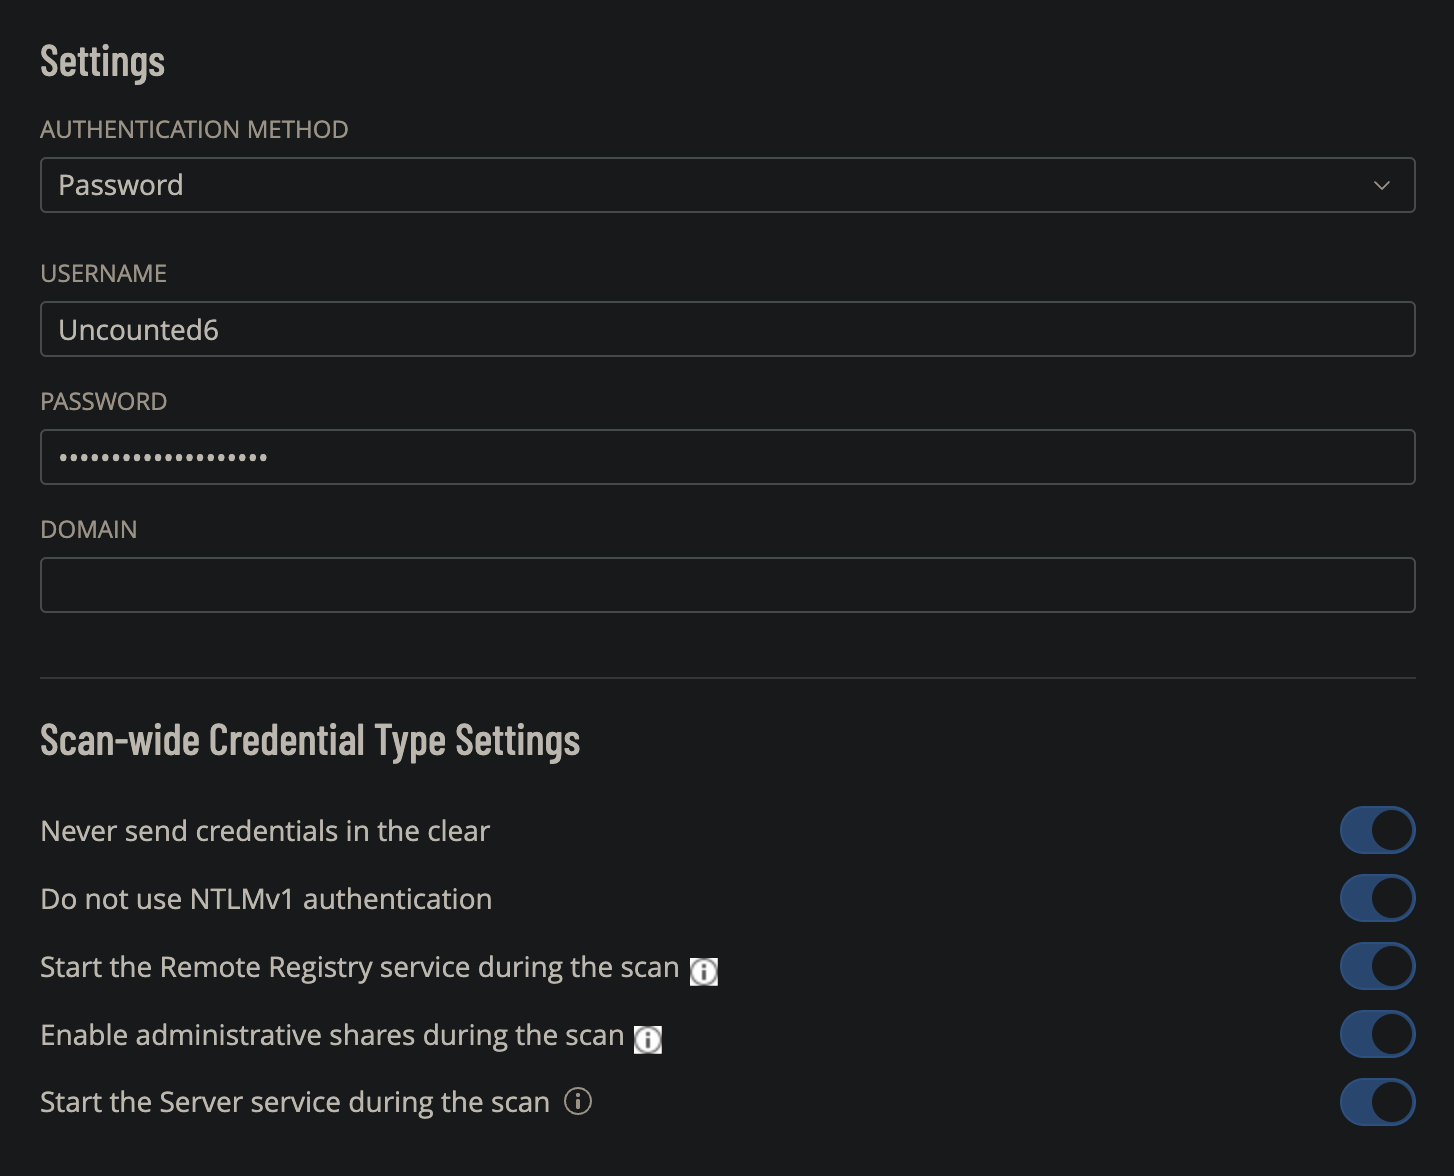 Settings
AUTHENTICATION METHOD
Password
USERNAME
Uncounted6
PASSWORD
••••••••••••••••••••
DOMAIN
Scan-wide Credential Type Settings
Never send credentials in the clear
Do not use NTLMv1 authentication
Start the Remote Registry service during the scan
Enable administrative shares during the scan
Start the Server service during the scan